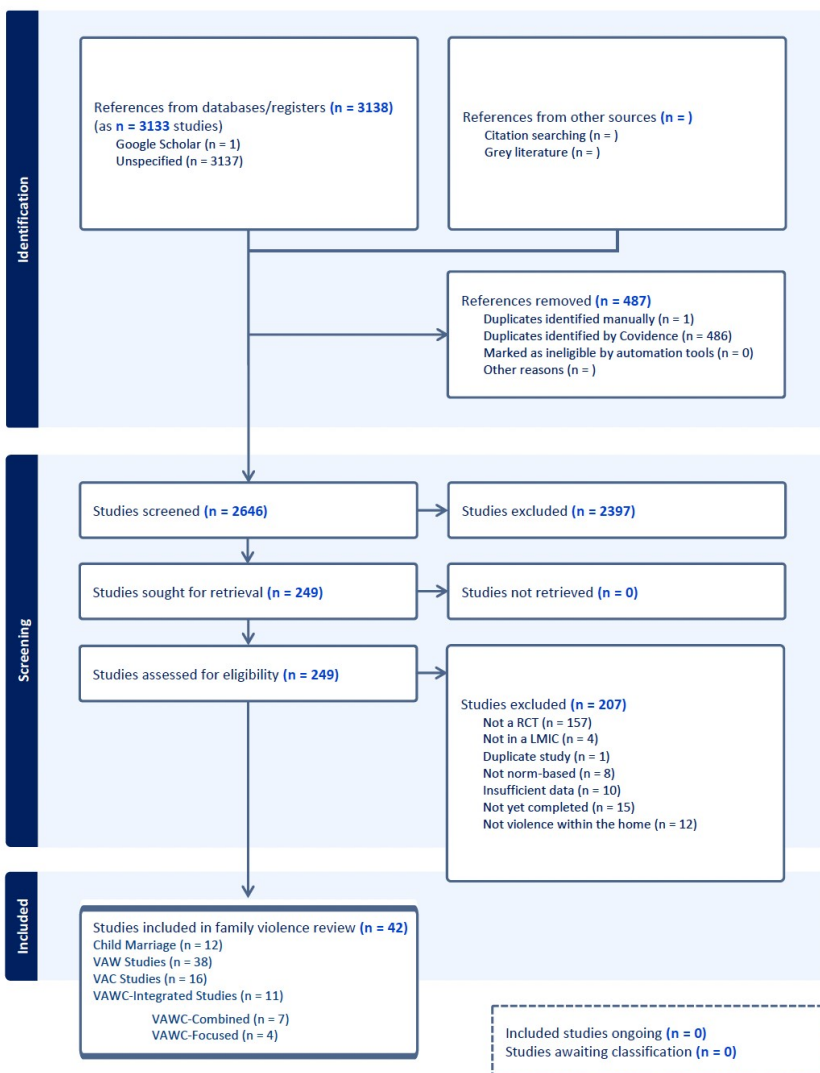 Identification
References from databases/registers (n = 3138)
(as n = 3133 studies)
Google Scholar (n = 1)
Unspecified (n = 3137)
References from other sources (n = )
Citation searching (n = )
Grey literature (n = )
References removed (n = 487)
Duplicates identified manually (n = 1)
Duplicates identified by Covidence (n = 486)
Marked as ineligible by automation tools (n = 0)
Other reasons (n = )
Screening
Studies screened (n = 2646)
Studies excluded (n = 2397)
Studies sought for retrieval (n = 249)
Studies not retrieved (n = 0)
Studies assessed for eligibility (n = 249)
Studies excluded (n = 207)
Not a RCT (n = 157)
Not in a LMIC (n = 4)
Duplicate study (n = 1)
Not norm-based (n = 8)
Insufficient data (n = 10)
Not yet completed (n = 15)
Not violence within the home (n = 12)
Included
Studies included in family violence review (n = 42)
Child Marriage (n = 12)
VAW Studies (n = 38)
VAC Studies (n = 16)
VAWC-Integrated Studies (n = 11)
VAWC-Combined (n = 7)
VAWC-Focused (n = 4)
Included studies ongoing (n = 0)
Studies awaiting classification (n = 0)